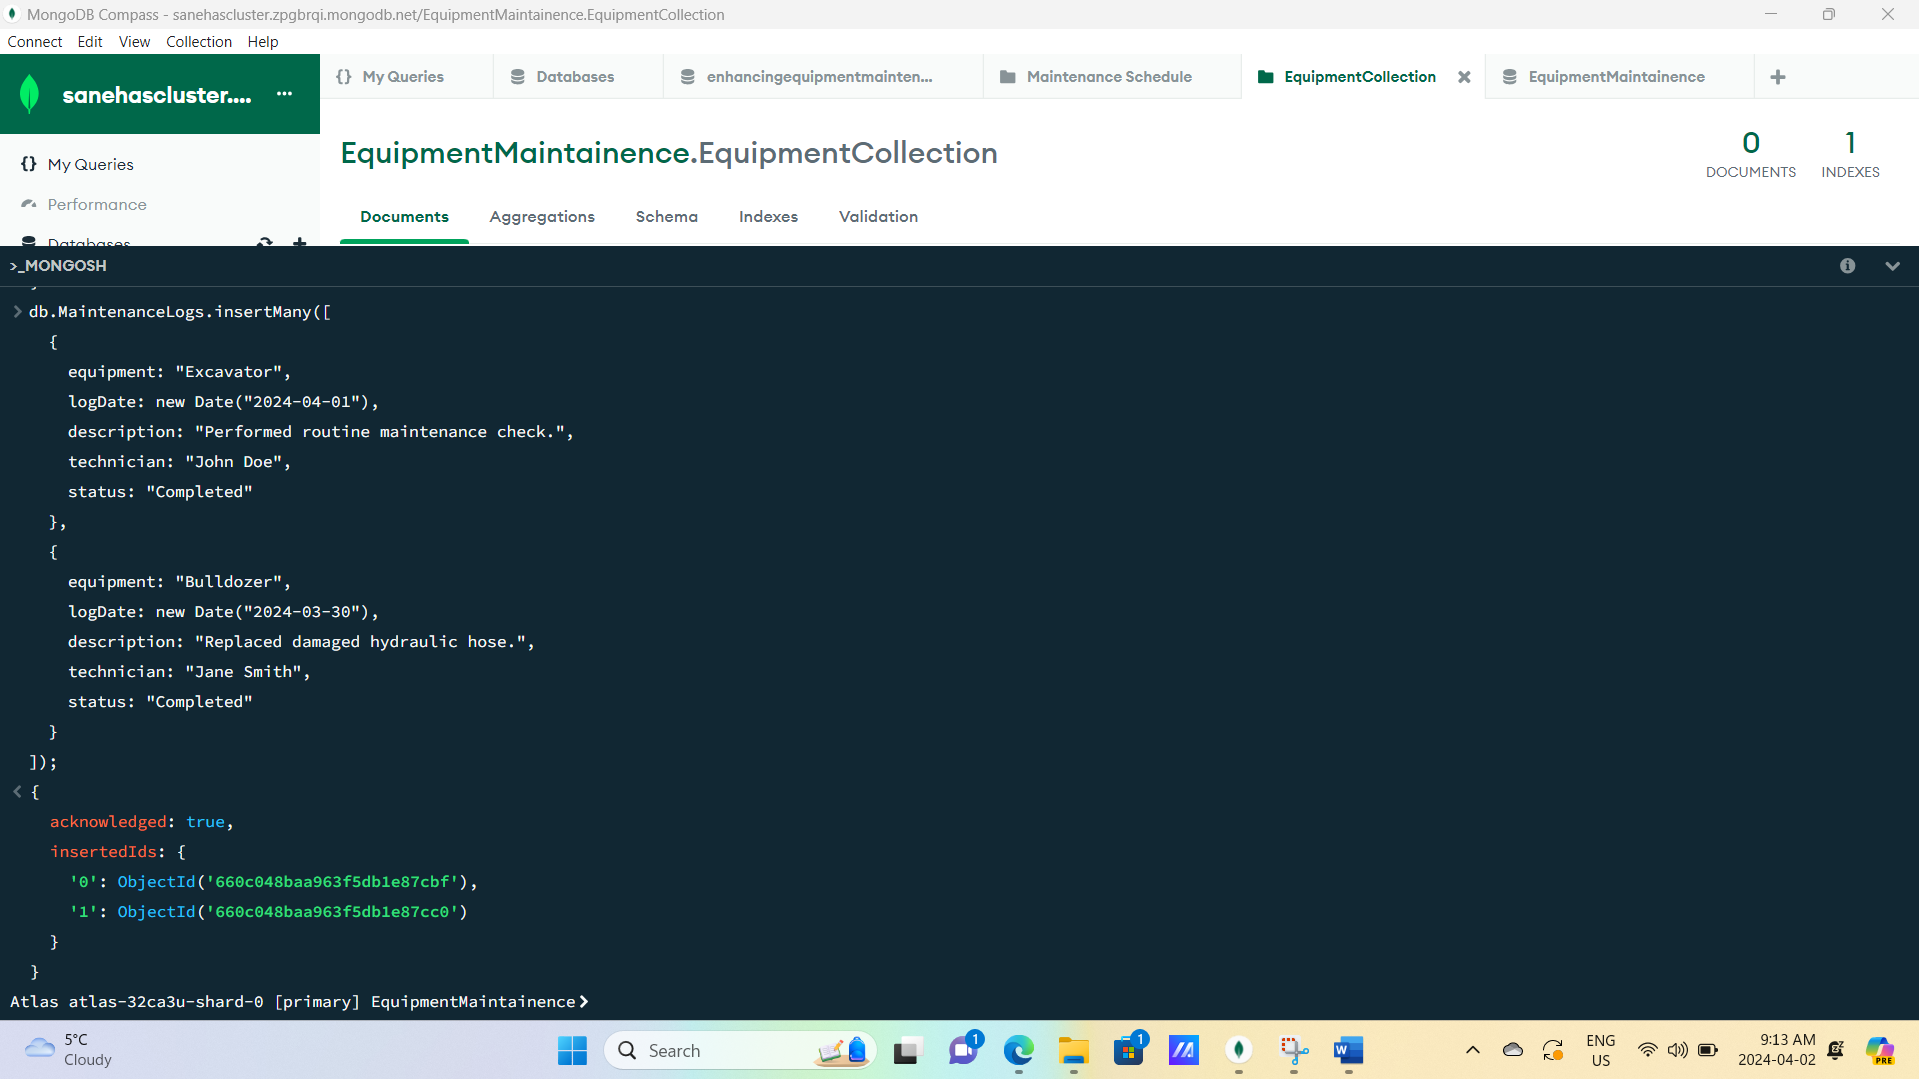 MongoDB Compass - sanehascluster.zpgbrqi.mongodb.net/EquipmentMaintainence.EquipmentCollection
Connect Edit View Collection Help
sanehascluster....
My Queries
Databases
enhancingequipmentmainten...
Maintenance Schedule
EquipmentCollection
EquipmentMaintainence
My Queries
Performance
Databases
EquipmentMaintainence.EquipmentCollection
0
DOCUMENTS
1
INDEXES
Documents Aggregations Schema Indexes Validation
>_MONGOSH
> db.MaintenanceLogs.insertMany([
{
equipment: "Excavator",
logDate: new Date("2024-04-01"),
description: "Performed routine maintenance check.",
technician: "John Doe",
status: "Completed"
},
{
equipment: "Bulldozer",
logDate: new Date("2024-03-30"),
description: "Replaced damaged hydraulic hose.",
technician: "Jane Smith",
status: "Completed"
}
]);
< {
acknowledged: true,
insertedIds: {
'0': ObjectId('660c048baa963f5db1e87cbf'),
'1': ObjectId('660c048baa963f5db1e87cc0')
}
}
Atlas atlas-32ca3u-shard-0 [primary] EquipmentMaintainence>
5°C
Cloudy
Search
1
1
W
PRE
ENG
US
9:13 AM
2024-04-02